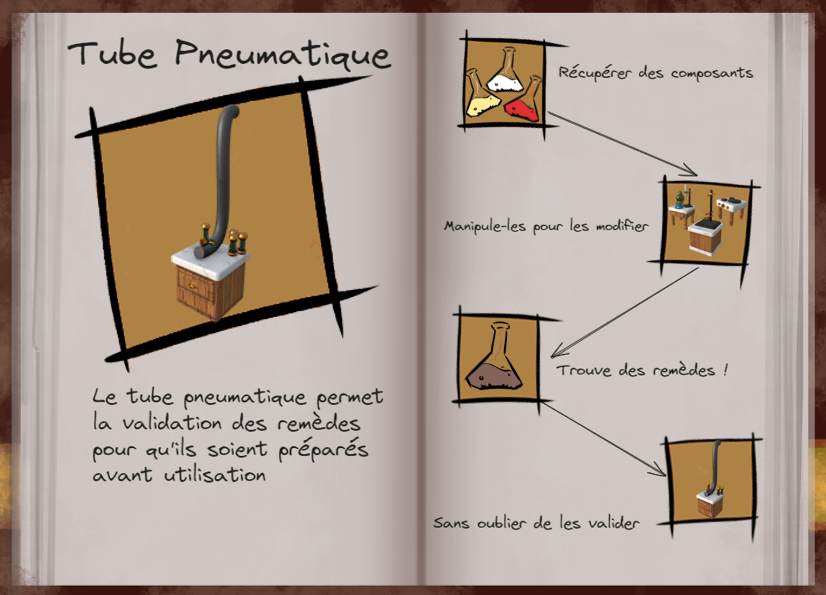 Tube Pneumatique
Le tube pneumatique permet
la validation des remèdes
pour qu'ils soient préparés
avant utilisation
Récupérer des composants
Manipule-les pour les modifier
Trouve des remèdes !
Sans oublier de les valider